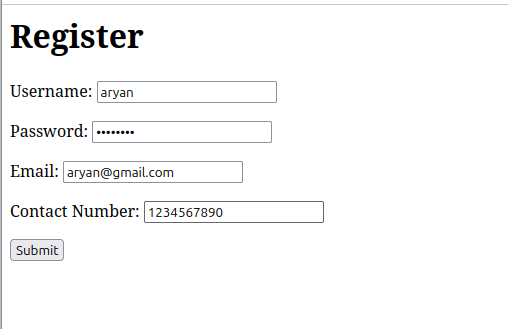 Register
Username: aryan
Password: ••••••••
Email: aryan@gmail.com
Contact Number: 1234567890
Submit